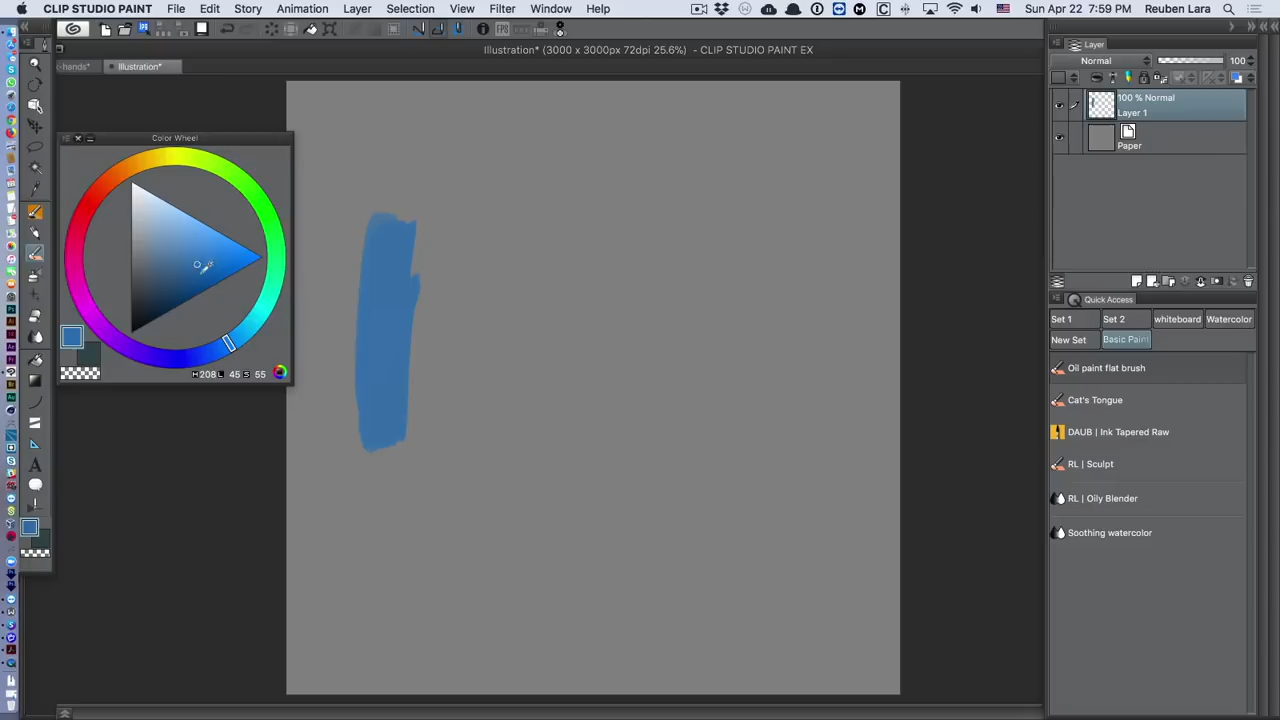 CLIP STUDIO PAINT File Edit Story Animation Layer Selection View Filter Window Help Sun Apr 22 7:59 PM Reuben Lara
Illustration* (3000 x 3000px 72dpi 25.6%) - CLIP STUDIO PAINT EX
hands* Illustration*
Color Wheel
H208 L 45 S 55
Layer
Normal 100
100 % Normal
Layer 1
Paper
Quick Access
Set 1 Set 2 whiteboard Watercolor
New Set Basic Pain
Oil paint flat brush
Cat's Tongue
DAUB | Ink Tapered Raw
RL | Sculpt
RL | Oily Blender
Soothing watercolor